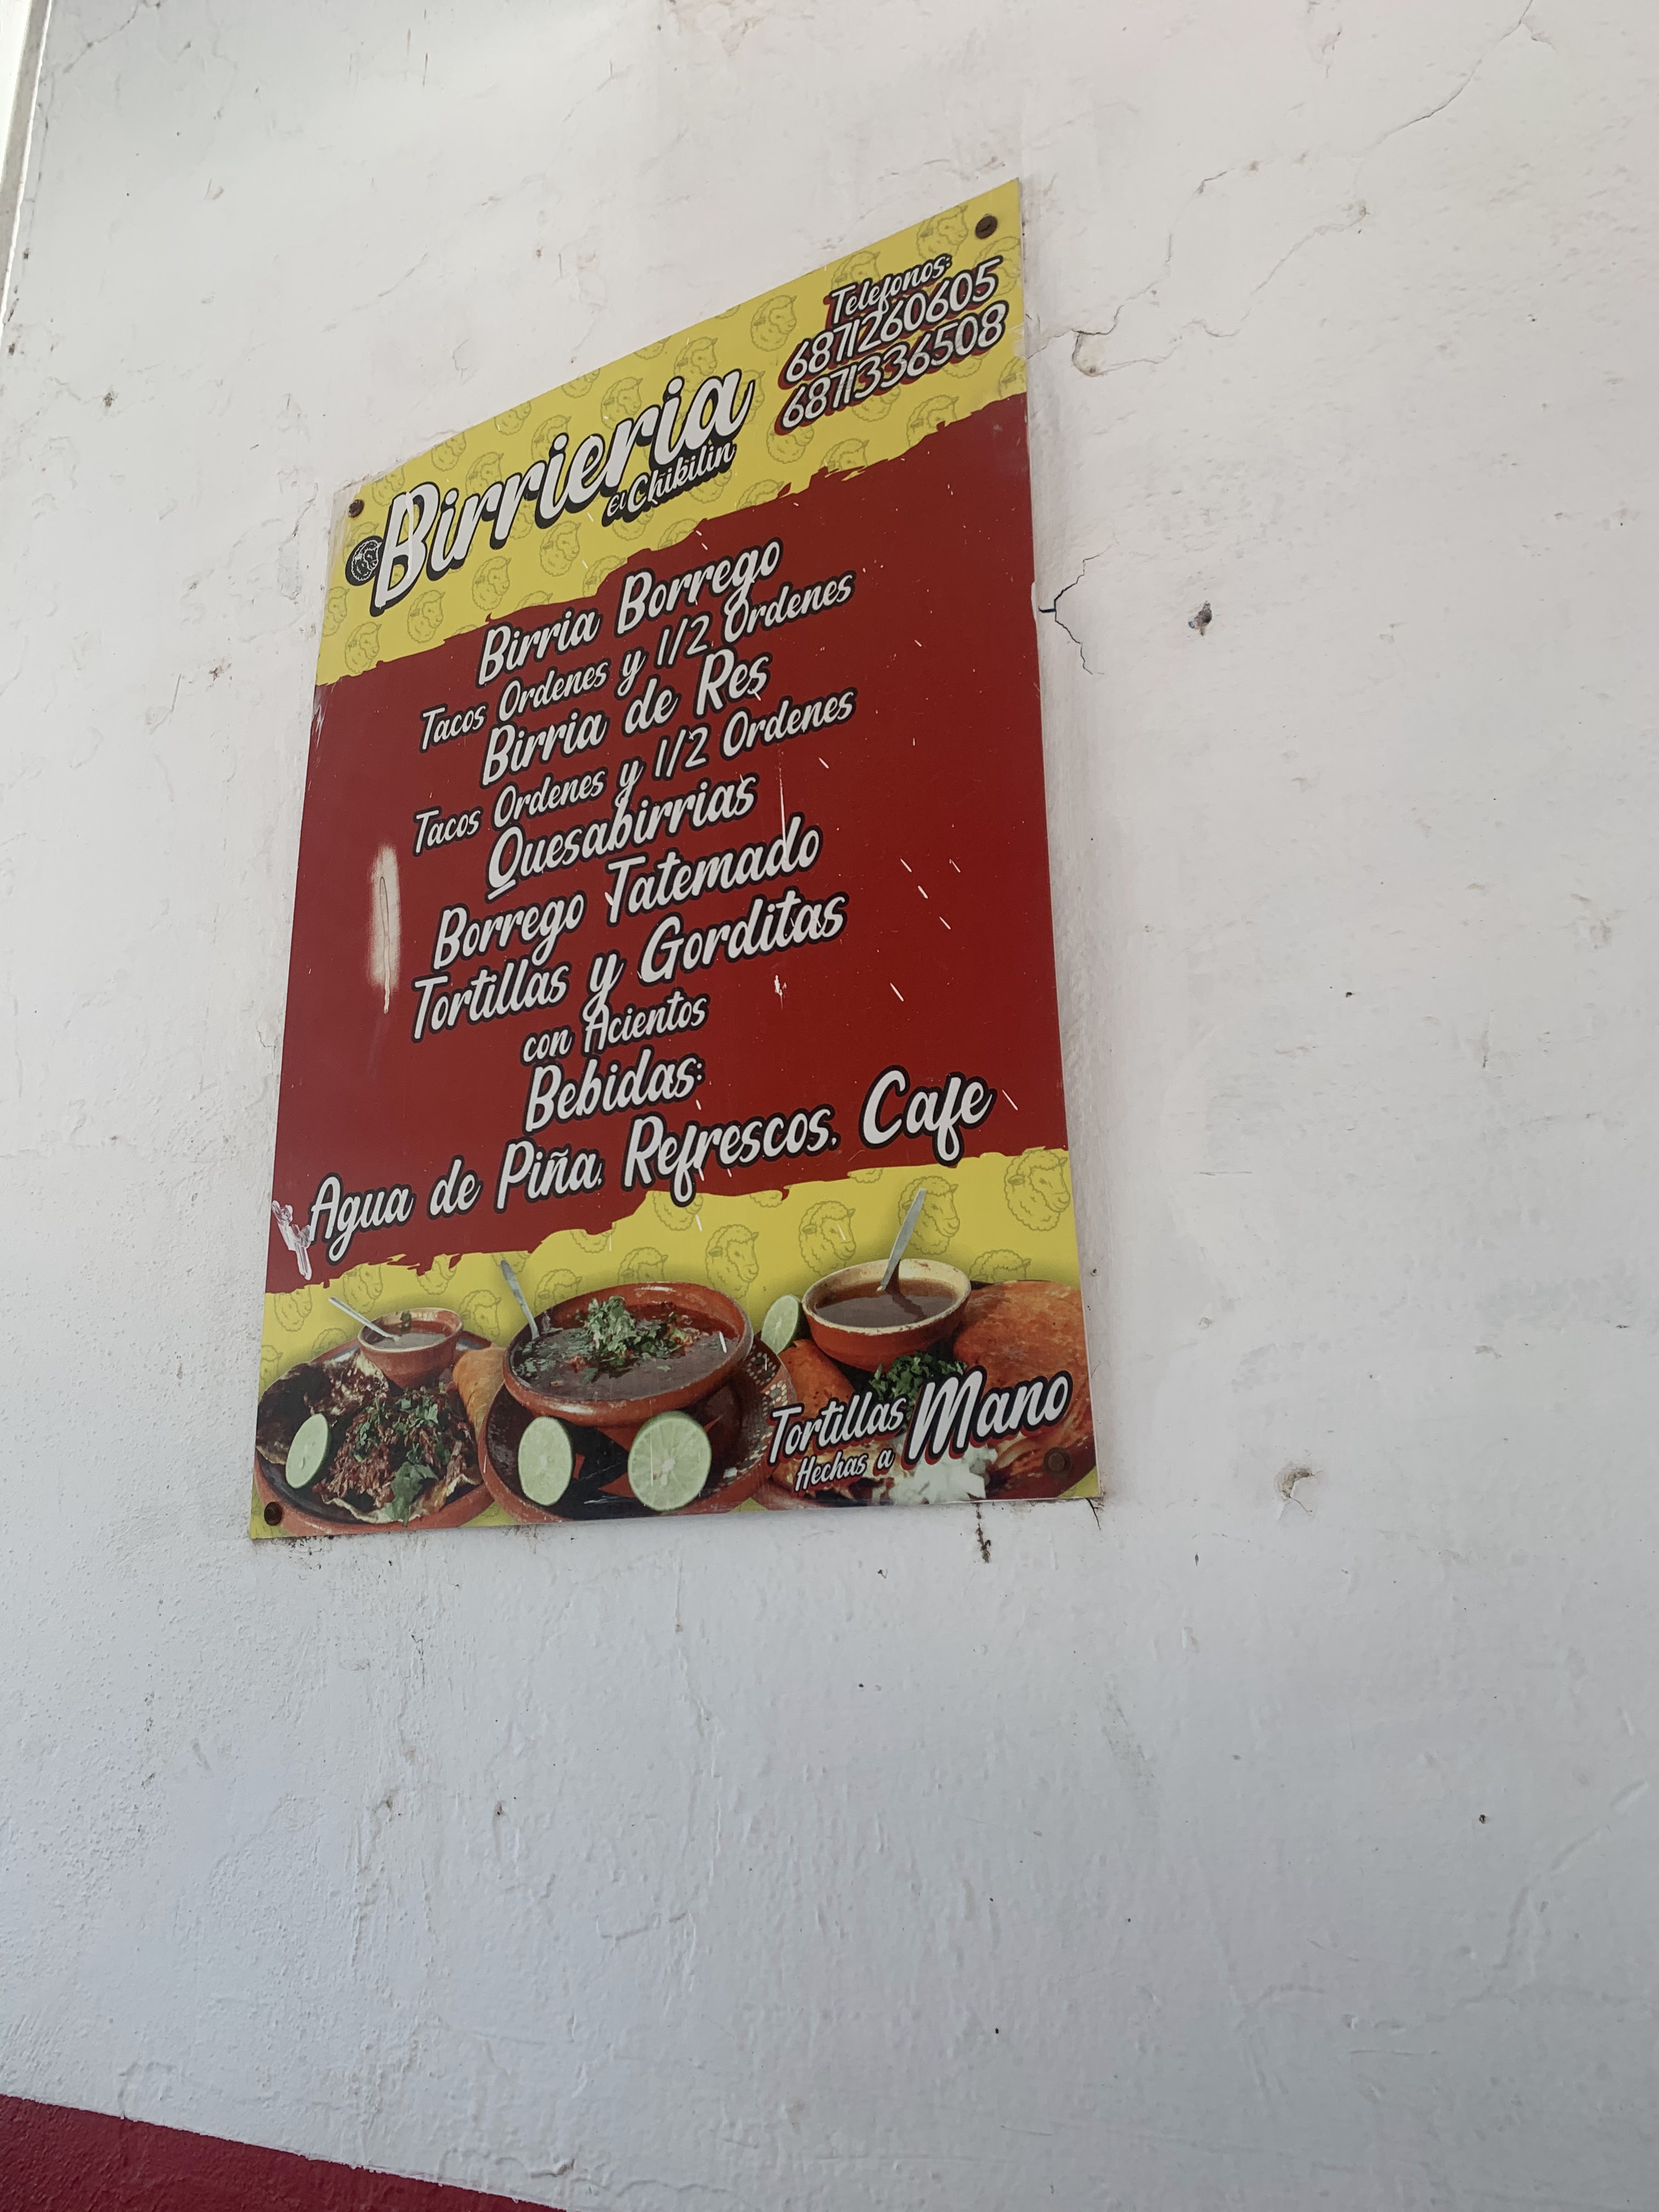 Telefonos:
6871260605
6871336508
Birrieria
El Chikilin
Birria Borrego
Tacos Ordenes y 1/2 Ordenes
Birria de Res
Tacos Ordenes y 1/2 Ordenes
Quesabirrias
Borrego Tatemado
Tortillas y Gorditas
con Acientos
Bebidas:
Agua de Piña, Refrescos, Cafe
Tortillas
Hechas a Mano